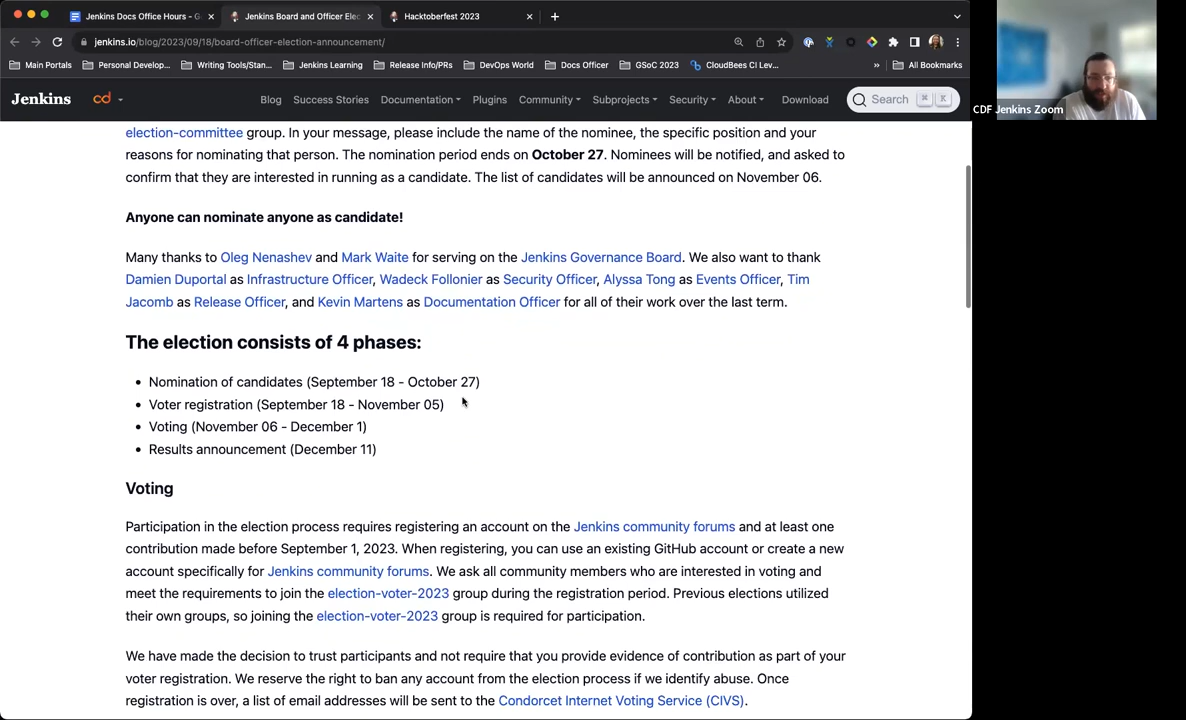 Jenkins Docs Office Hours - G
Jenkins Board and Officer Elec
Hacktoberfest 2023
jenkins.io/blog/2023/09/18/board-officer-election-announcement/
Main Portals
Personal Develop...
Writing Tools/Stan...
Jenkins Learning
Release Info/PRs
DevOps World
Docs Officer
GSoC 2023
CloudBees CI Lev...
»
All Bookmarks
Jenkins
cd
Blog
Success Stories
Documentation
Plugins
Community
Subprojects
Security
About
Download
Search ⌘ K
CDF Jenkins Zoom
election-committee group. In your message, please include the name of the nominee, the specific position and your
reasons for nominating that person. The nomination period ends on October 27. Nominees will be notified, and asked to
confirm that they are interested in running as a candidate. The list of candidates will be announced on November 06.
Anyone can nominate anyone as candidate!
Many thanks to Oleg Nenashev and Mark Waite for serving on the Jenkins Governance Board. We also want to thank
Damien Duportal as Infrastructure Officer, Wadeck Follonier as Security Officer, Alyssa Tong as Events Officer, Tim
Jacomb as Release Officer, and Kevin Martens as Documentation Officer for all of their work over the last term.
The election consists of 4 phases:
• Nomination of candidates (September 18 - October 27)
• Voter registration (September 18 - November 05)
• Voting (November 06 - December 1)
• Results announcement (December 11)
Voting
Participation in the election process requires registering an account on the Jenkins community forums and at least one
contribution made before September 1, 2023. When registering, you can use an existing GitHub account or create a new
account specifically for Jenkins community forums. We ask all community members who are interested in voting and
meet the requirements to join the election-voter-2023 group during the registration period. Previous elections utilized
their own groups, so joining the election-voter-2023 group is required for participation.
We have made the decision to trust participants and not require that you provide evidence of contribution as part of your
voter registration. We reserve the right to ban any account from the election process if we identify abuse. Once
registration is over, a list of email addresses will be sent to the Condorcet Internet Voting Service (CIVS).